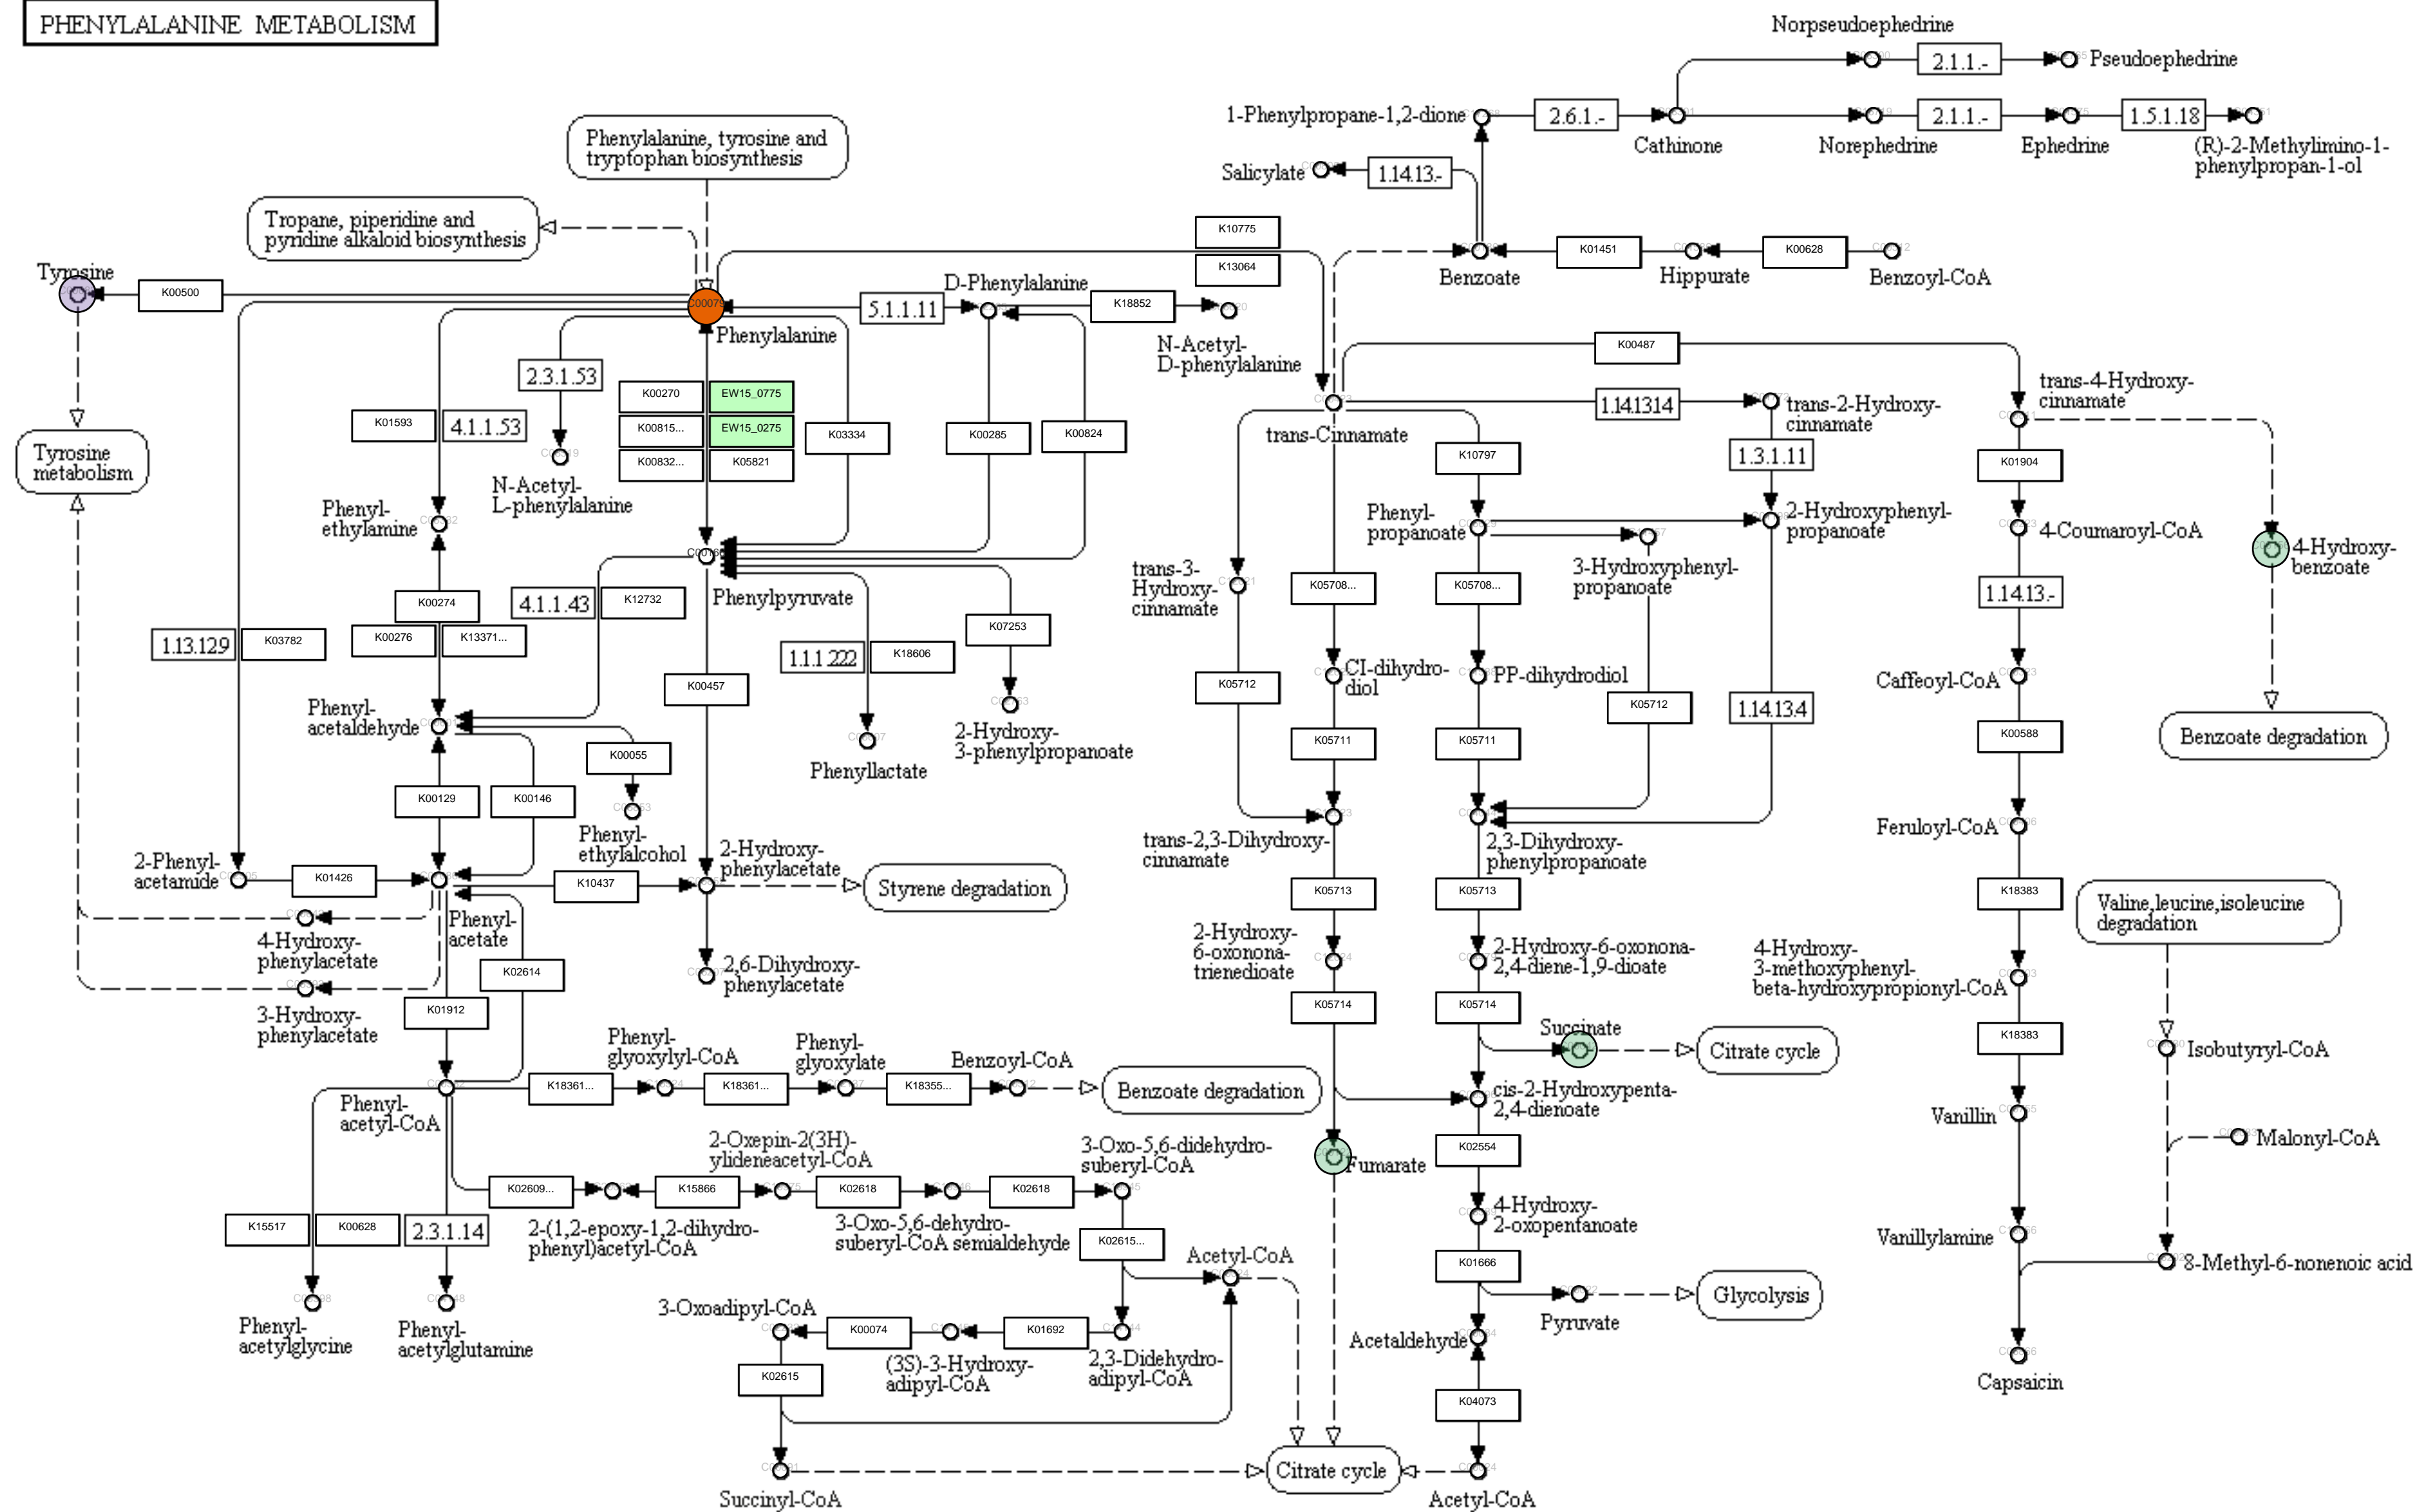 PHENYLALANINE METABOLISM
Norpseudoephedrine
2.1.1.-
Pseudoephedrine
1-Phenylpropane-1,2-dione
2.6.1.-
Cathinone
2.1.1.-
Norephedrine
Ephedrine
1.5.1.18
(R)-2-Methylimino-1-
phenylpropan-1-ol
Phenylalanine, tyrosine and
tryptophan biosynthesis
Salicylate
1.14.13.-
Tropane, piperidine and
pyridine alkaloid biosynthesis
K10775
K13064
Benzoate
K01451
Hippurate
K00628
Benzoyl-CoA
Tyrosine
K00500
C00079
Phenylalanine
5.1.1.11
D-Phenylalanine
K18852
N-Acetyl-
D-phenylalanine
K00487
2.3.1.53
K00270
EW15_0775
K00815...
EW15_0275
K00832...
K05821
K03334
K00285
K00824
K01593
4.1.1.53
Tyrosine
metabolism
N-Acetyl-
L-phenylalanine
Phenyl-
ethylamine
trans-Cinnamate
1.14.13.14
trans-2-Hydroxy-
cinnamate
1.3.1.11
trans-4-Hydroxy-
cinnamate
K10797
K01904
Phenyl-
propanoate
2-Hydroxyphenyl-
propanoate
4-Coumaroyl-CoA
4-Hydroxy-
benzoate
3-Hydroxyphenyl-
propanoate
trans-3-
Hydroxy-
cinnamate
K05708...
K05708...
1.14.13.-
K00274
K00276
K13371...
4.1.1.43
K12732
Phenylpyruvate
1.13.12.9
K03782
1.1.1.222
K18606
K07253
K00457
K05712
CI-dihydro-
diol
PP-dihydrodiol
K05712
1.14.13.4
Caffeoyl-CoA
Phenyl-
acetaldehyde
K00055
Phenyllactate
2-Hydroxy-
3-phenylpropanoate
K05711
K05711
K00588
Benzoate degradation
K00129
K00146
Phenyl-
ethylalcohol
trans-2,3-Dihydroxy-
cinnamate
2,3-Dihydroxy-
phenylpropanoate
Feruloyl-CoA
2-Phenyl-
acetamide
K01426
K10437
2-Hydroxy-
phenylacetate
Styrene degradation
K05713
K05713
K18383
Valine,leucine,isoleucine
degradation
Phenyl-
acetate
4-Hydroxy-
phenylacetate
K02614
2,6-Dihydroxy-
phenylacetate
2-Hydroxy-
6-oxonona-
trienedioate
2-Hydroxy-6-oxonona-
2,4-diene-1,9-dioate
4-Hydroxy-
3-methoxyphenyl-
beta-hydroxypropionyl-CoA
3-Hydroxy-
phenylacetate
K01912
K05714
K05714
K18383
Succinate
Citrate cycle
Isobutyryl-CoA
Phenyl-
glyoxylyl-CoA
Phenyl-
glyoxylate
Benzoyl-CoA
K18361...
K18361...
K18355...
Benzoate degradation
Phenyl-
acetyl-CoA
cis-2-Hydroxypenta-
2,4-dienoate
Vanillin
Malonyl-CoA
2-Oxepin-2(3H)-
ylideneacetyl-CoA
3-Oxo-5,6-didehydro-
suberyl-CoA
Fumarate
K02554
K02609...
K15866
K02618
K02618
2-(1,2-epoxy-1,2-dihydro-
phenyl)acetyl-CoA
3-Oxo-5,6-dehydro-
suberyl-CoA semialdehyde
K15517
K00628
2.3.1.14
K02615...
Acetyl-CoA
4-Hydroxy-
2-oxopentanoate
Vanillylamine
8-Methyl-6-nonenoic acid
K01666
Pyruvate
Glycolysis
3-Oxoadipyl-CoA
K00074
K01692
Phenyl-
acetylglycine
Phenyl-
acetylglutamine
(3S)-3-Hydroxy-
adipyl-CoA
2,3-Didehydro-
adipyl-CoA
Acetaldehyde
Capsaicin
K02615
K04073
Succinyl-CoA
Citrate cycle
Acetyl-CoA